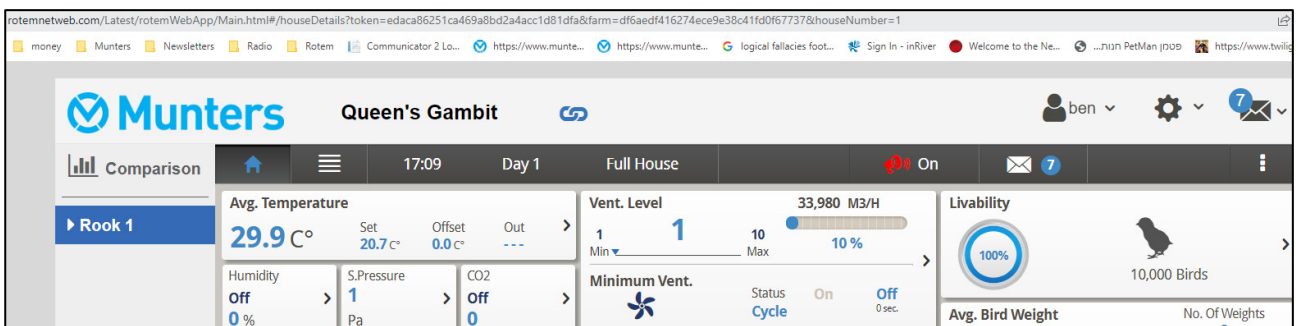 rotemnetweb.com/Latest/rotemWebApp/Main.html#/houseDetails?token=edaca86251ca469a8bd2a4acc1d81dfa&farm=df6aedf416274ece9e38c41fd0f67737&houseNumber=1
money Munters Newsletters Radio Rotem Communicator 2 Lo... https://www.munte... https://www.munte... logical fallacies foot... Sign In - inRiver Welcome to the Ne... פטמן PetMan חנות... https://www.twilig
Munters Queen's Gambit ben 7
Comparison 17:09 Day 1 Full House On 7
Rook 1
Avg. Temperature
29.9 C° Set 20.7 C° Offset 0.0 C° Out ---
Humidity
Off
0 %
S.Pressure
1
Pa
CO2
Off
0
Vent. Level 33,980 M3/H
1 Min 1 10 Max 10 %
Minimum Vent.
Status On Off
Cycle 0 sec.
Livability
100%
10,000 Birds
Avg. Bird Weight No. Of Weights